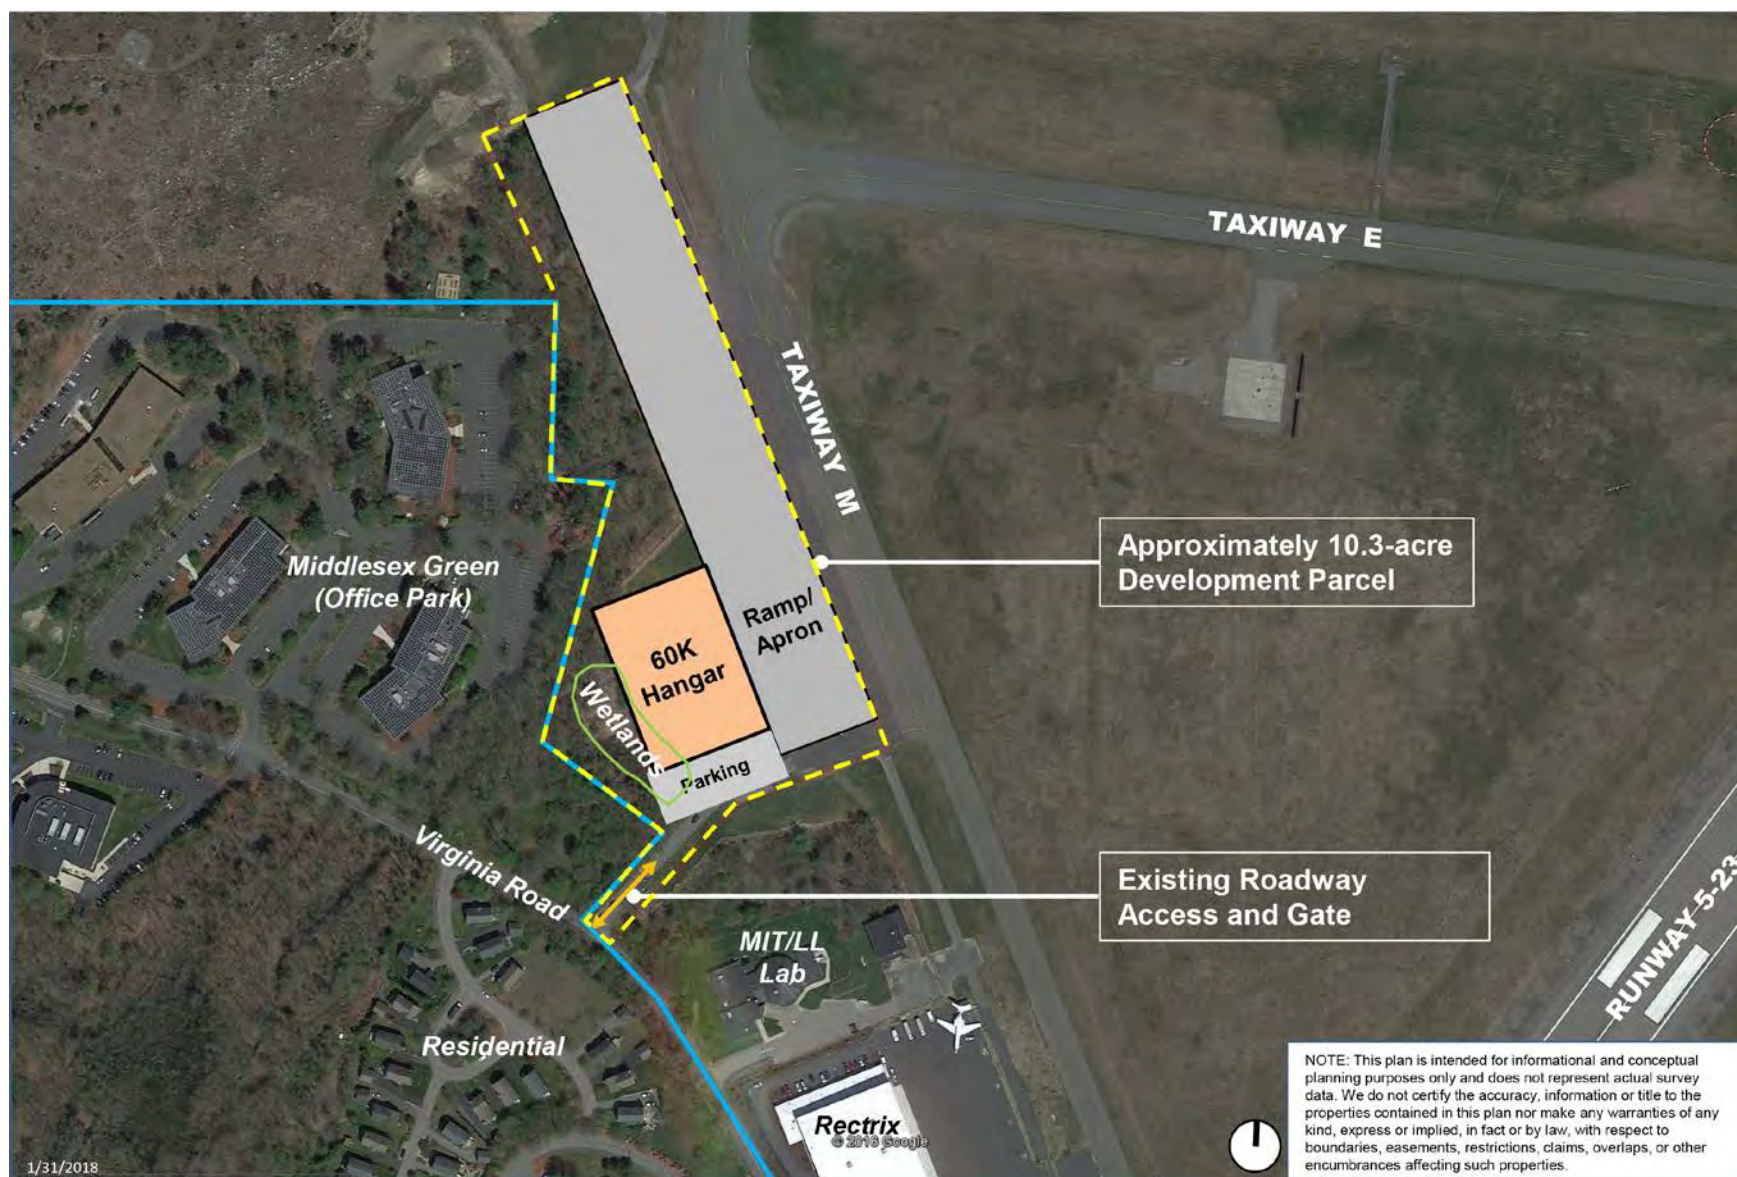 TAXIWAY E
TAXIWAY M
Approximately 10.3-acre
Development Parcel
Middlesex Green
(Office Park)
Ramp/
Apron
60K
Hangar
Wetlands
Parking
Virginia Road
Existing Roadway
Access and Gate
RUNWAY 5-23
MIT/LL
Lab
Residential
Rectrix
© 2016 Google
NOTE: This plan is intended for informational and conceptual
planning purposes only and does not represent actual survey
data. We do not certify the accuracy, information or title to the
properties contained in this plan nor make any warranties of any
kind, express or implied, in fact or by law, with respect to
boundaries, easements, restrictions, claims, overlaps, or other
encumbrances affecting such properties.
1/31/2018